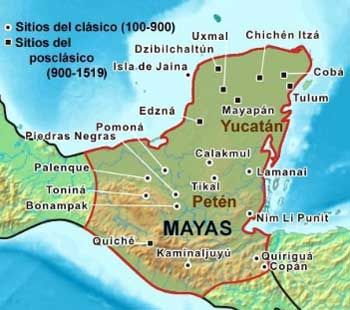 Sitios del clásico (100-900)
Sitios del
posclásico
(900-1519)
Uxmal
Chichén Itzá
Dzibilchaltún
Isla de Jaina
Cobá
Tulum
Mayapán
Edzná
Yucatán
Pomoná
Piedras Negras
Calakmul
Palenque
Lamanai
Tikal
Toniná
Petén
Bonampak
Nim Li Punit
MAYAS
Quiché
Kaminaljuyú
Quiriguá
Copán